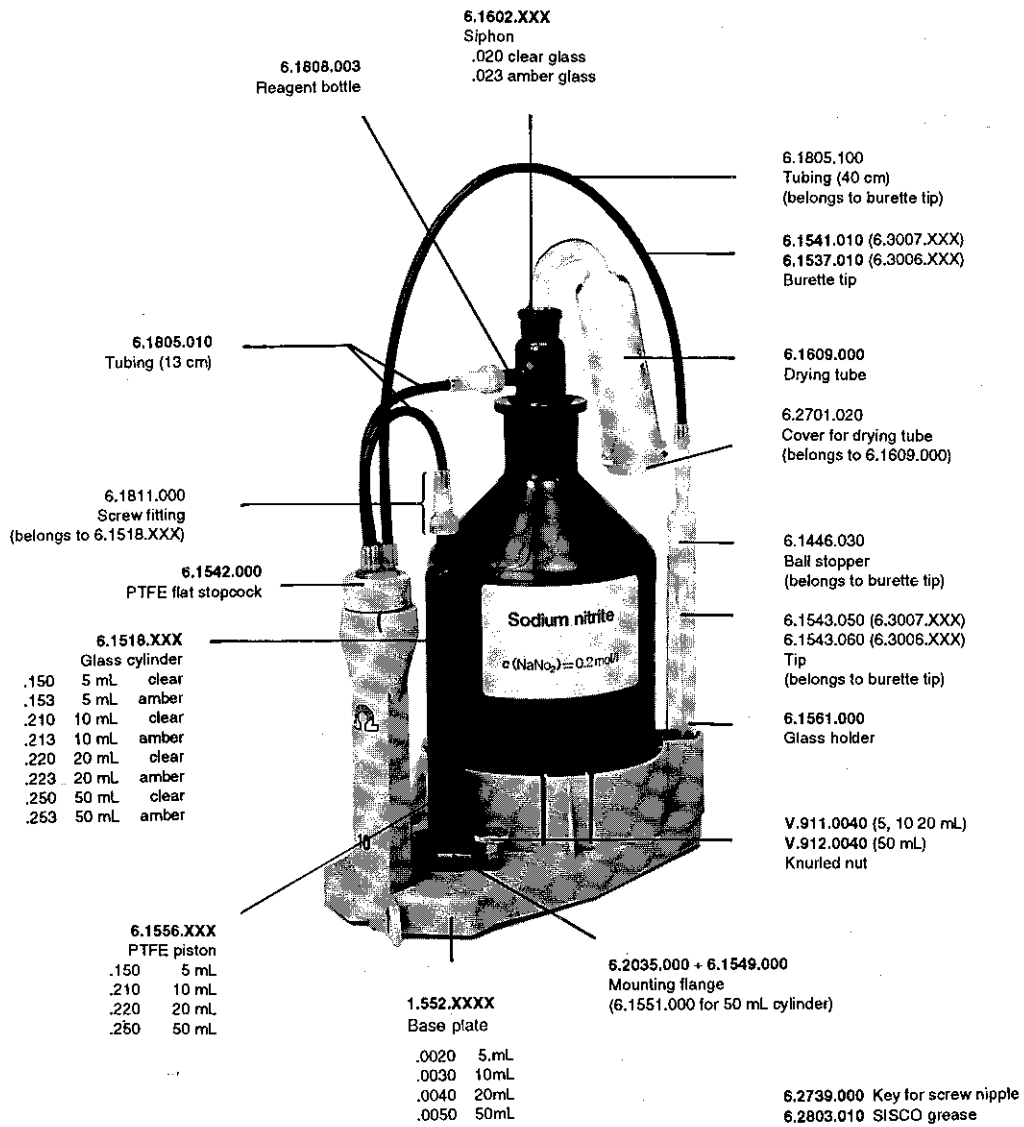 6.1602.XXX
Siphon
.020 clear glass
.023 amber glass
6.1808.003
Reagent bottle
6.1805.100
Tubing (40 cm)
(belongs to burette tip)
6.1541.010 (6.3007.XXX)
6.1537.010 (6.3006.XXX)
Burette tip
6.1805.010
Tubing (13 cm)
6.1609.000
Drying tube
6.2701.020
Cover for drying tube
(belongs to 6.1609.000)
6.1811.000
Screw fitting
(belongs to 6.1518.XXX)
6.1446.030
Ball stopper
(belongs to burette tip)
6.1542.000
PTFE flat stopcock
Sodium nitrite
c (NaNo₂) = 0.2 mol/l
6.1543.050 (6.3007.XXX)
6.1543.060 (6.3006.XXX)
Tip
(belongs to burette tip)
6.1518.XXX
Glass cylinder
.150 5 mL clear
.153 5 mL amber
.210 10 mL clear
.213 10 mL amber
.220 20 mL clear
.223 20 mL amber
.250 50 mL clear
.253 50 mL amber
6.1561.000
Glass holder
V.911.0040 (5, 10 20 mL)
V.912.0040 (50 mL)
Knurled nut
6.1556.XXX
PTFE piston
.150 5 mL
.210 10 mL
.220 20 mL
.250 50 mL
6.2035.000 + 6.1549.000
Mounting flange
(6.1551.000 for 50 mL cylinder)
1.552.XXXX
Base plate
.0020 5.mL
.0030 10mL
.0040 20mL
.0050 50mL
6.2739.000 Key for screw nipple
6.2803.010 SISCO grease